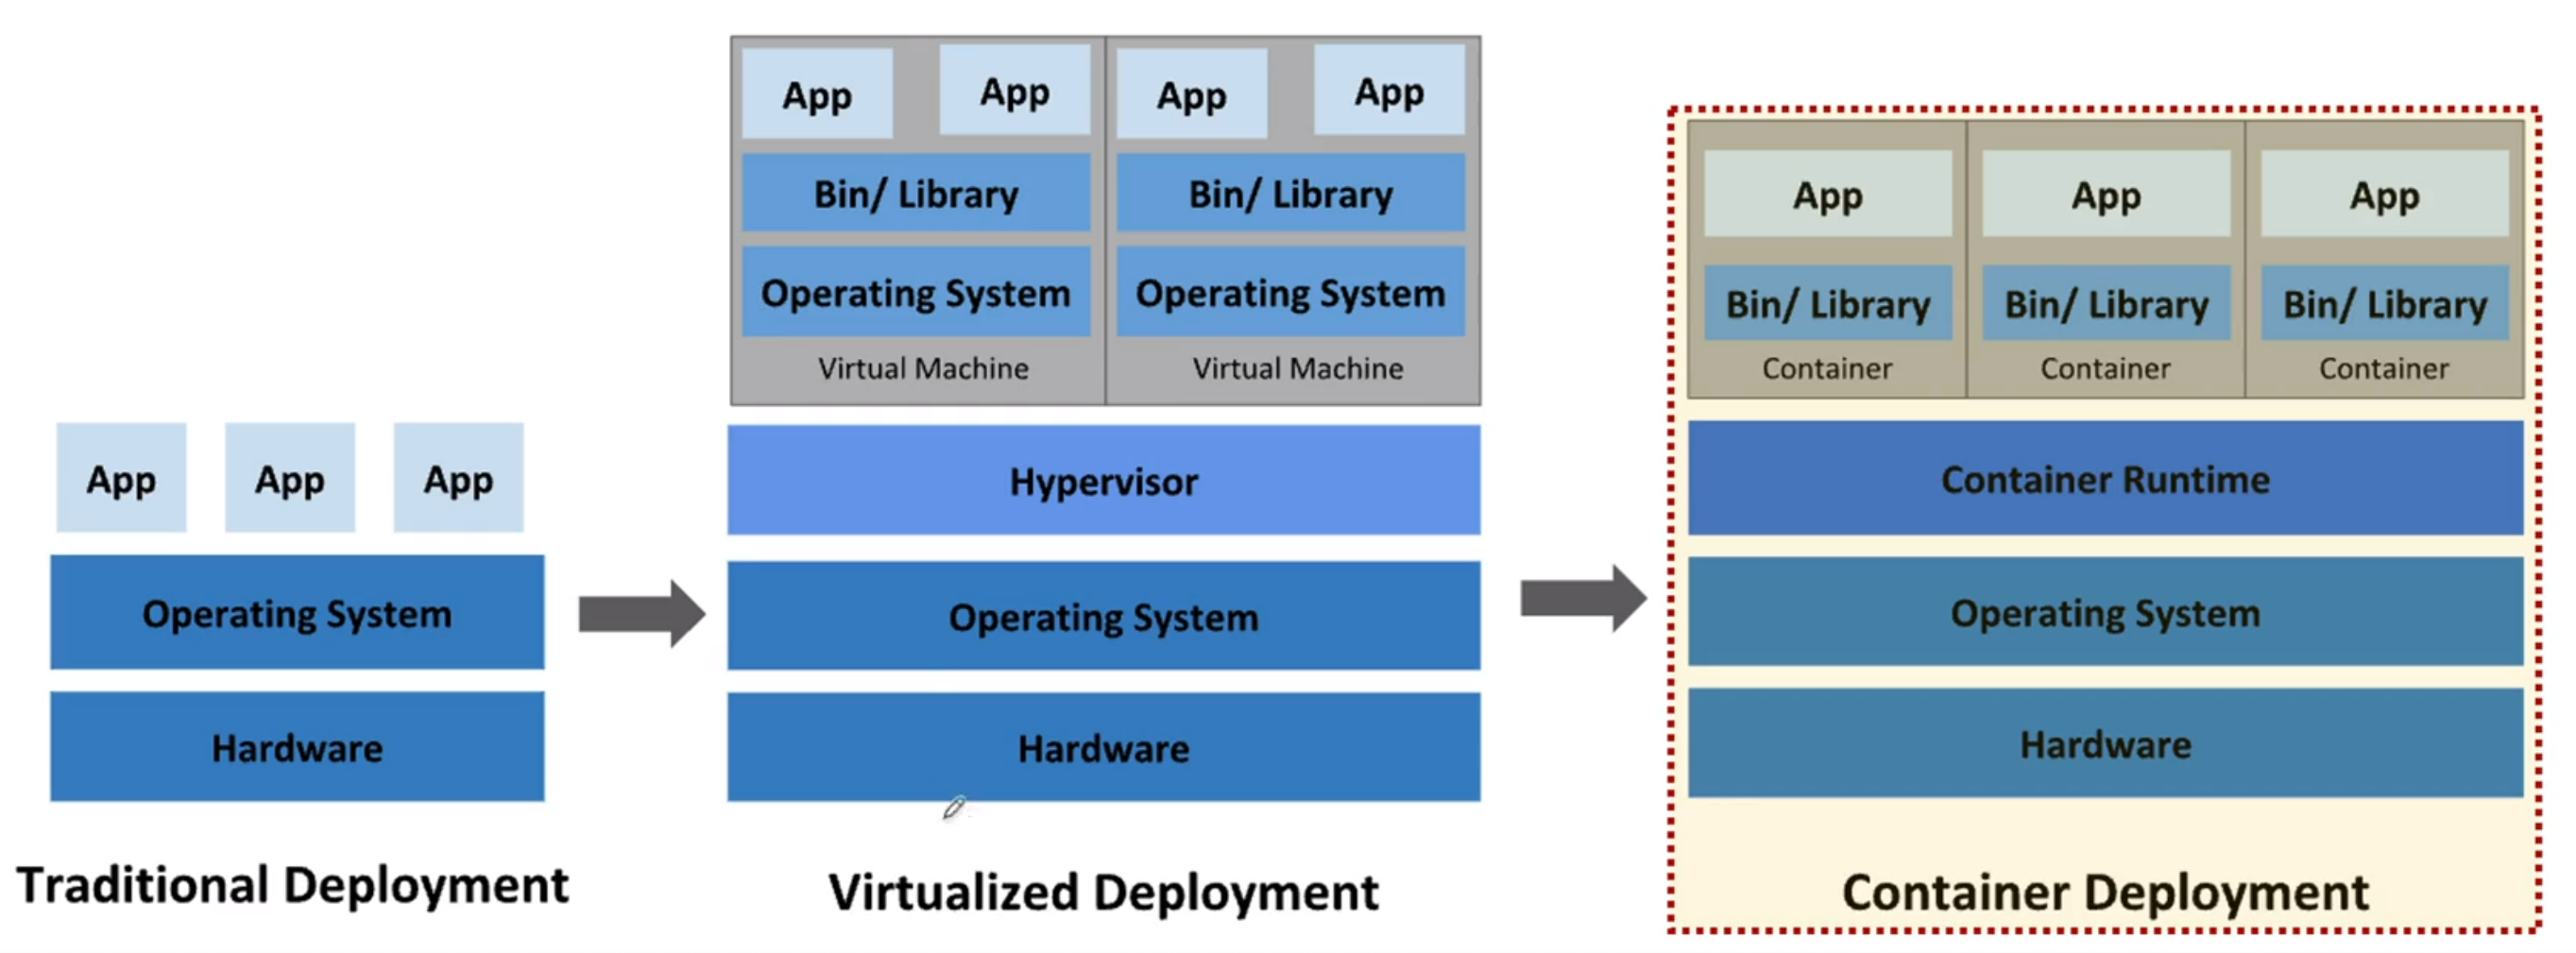 App App App
Operating System
Hardware
Traditional Deployment
App App App App
Bin/ Library Bin/ Library
Operating System Operating System
Virtual Machine Virtual Machine
Hypervisor
Operating System
Hardware
Virtualized Deployment
App App App
Bin/ Library Bin/ Library Bin/ Library
Container Container Container
Container Runtime
Operating System
Hardware
Container Deployment